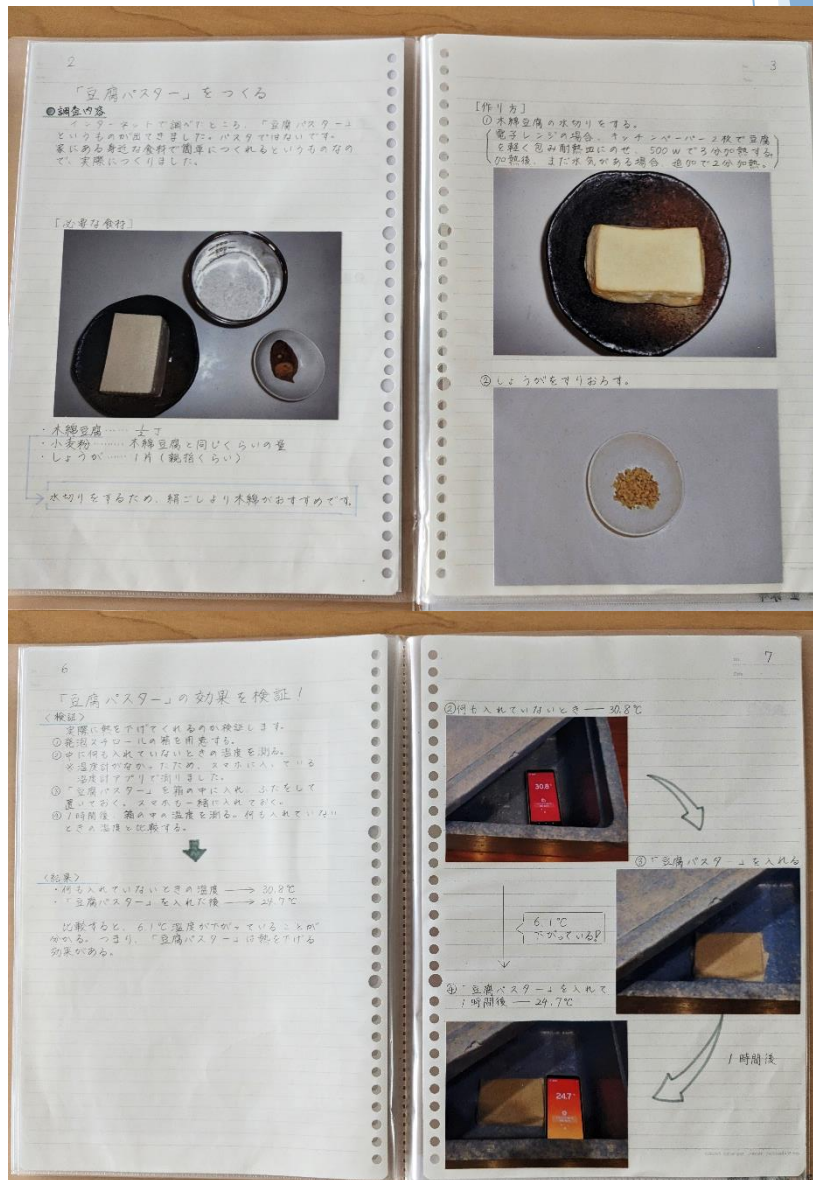 2
「豆腐パスター」をつくる
●調査内容
インターネットで調べたところ、「豆腐パスター」
というものが出てきました。パスタではないです。
家にある身近な食料で簡単につくれるというものなの
で、実際につくりました。
[必要な食料]
・木綿豆腐…… 1/2丁
・小麦粉……… 木綿豆腐と同じくらいの量
・しょうが…… 1片(親指くらい)
水切りをするため、絹ごしより木綿がおすすめです。
3
[作り方]
①木綿豆腐の水切りをする。
(電子レンジの場合、キッチンペーパー2枚で豆腐
を軽く包み耐熱皿にのせ、500Wで3分加熱する。
加熱後、まだ水気がある場合、追加で2分加熱。)
②しょうがをすりおろす。
6
「豆腐パスター」の効果を検証!
〈検証〉
実際に熱を下げてくれるのか検証します。
①発泡スチロールの箱を用意する。
②中に何も入れていないときの温度を測る。
※温度計がなかったため、スマホに入っている
温度計アプリで測りました。
③「豆腐パスター」を箱の中に入れ、ふたをして
置いておく。スマホも一緒に入れておく。
④1時間後、箱の中の温度を測る。何も入れていない
ときの温度と比較する。
〈結果〉
・何も入れていないときの温度 → 30.8℃
・「豆腐パスター」を入れた後 → 24.7℃
比較すると、6.1℃温度が下がっていることが
分かる。つまり、「豆腐パスター」は熱を下げる
効果がある。
7
②何も入れていないとき ― 30.8℃
30.8°
③「豆腐パスター」を入れる
6.1℃
下がっている!
④「豆腐パスター」を入れて
1時間後 ― 24.7℃
1時間後
24.7°